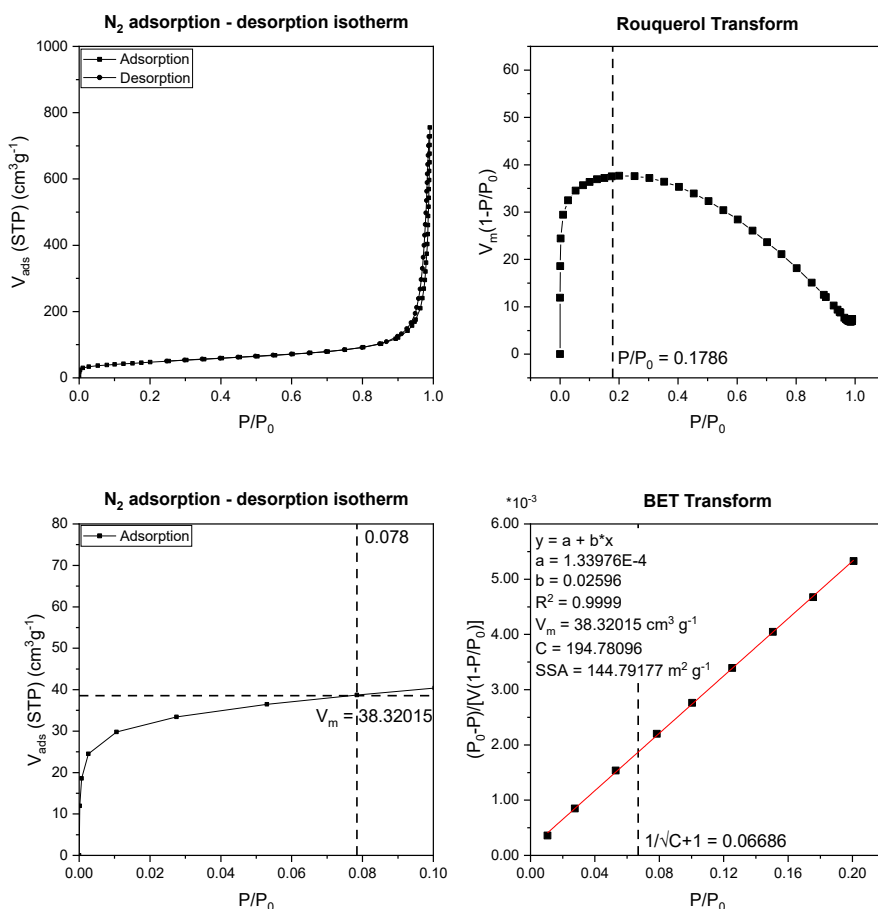 N₂ adsorption - desorption isotherm
Adsorption
Desorption
V_ads (STP) (cm³g⁻¹)
1000
800
600
400
200
0
0.0 0.2 0.4 0.6 0.8 1.0
P/P₀
Rouquerol Transform
V_m(1-P/P₀)
60
50
40
30
20
10
0
P/P₀ = 0.1786
0.0 0.2 0.4 0.6 0.8 1.0
P/P₀
N₂ adsorption - desorption isotherm
Adsorption
0.078
V_ads (STP) (cm³g⁻¹)
80
70
60
50
40
30
20
10
0
V_m = 38.32015
0.00 0.02 0.04 0.06 0.08 0.10
P/P₀
*10⁻³
BET Transform
(P₀-P)/[V(1-P/P₀)]
6.00
5.00
4.00
3.00
2.00
1.00
0.00
y = a + b*x
a = 1.33976E-4
b = 0.02596
R² = 0.9999
V_m = 38.32015 cm³ g⁻¹
C = 194.78096
SSA = 144.79177 m² g⁻¹
1/√C+1 = 0.06686
0.00 0.04 0.08 0.12 0.16 0.20
P/P₀